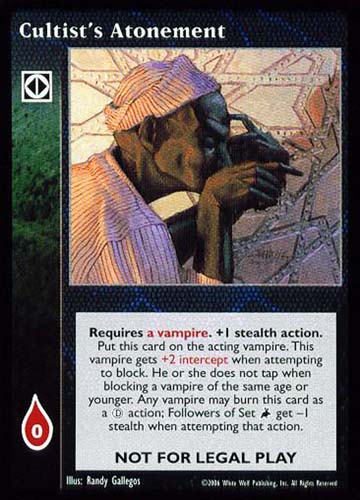 Cultist's Atonement
Requires a vampire. +1 stealth action.
Put this card on the acting vampire. This
vampire gets +2 intercept when attempting
to block. He or she does not tap when
blocking a vampire of the same age or
younger. Any vampire may burn this card as
a Ⓓ action; Followers of Set get –1
stealth when attempting that action.
NOT FOR LEGAL PLAY
0
Illus: Randy Gallegos
©2006 White Wolf Publishing, Inc. All Rights Reserved